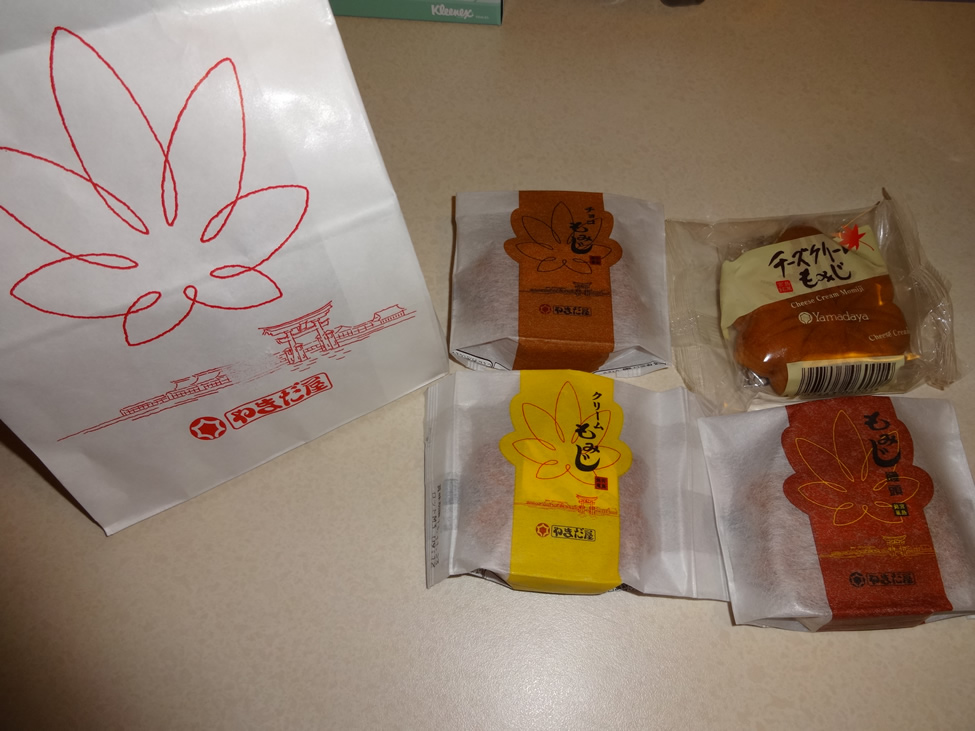 Kleenex
やまだ屋
チョコ
もみじ
やまだ屋
チーズクリーム
もみじ
Cheese Cream Momiji
Yamadaya
Cheese Crea
クリーム
もみじ
やまだ屋
もみじ
饅頭
やまだ屋